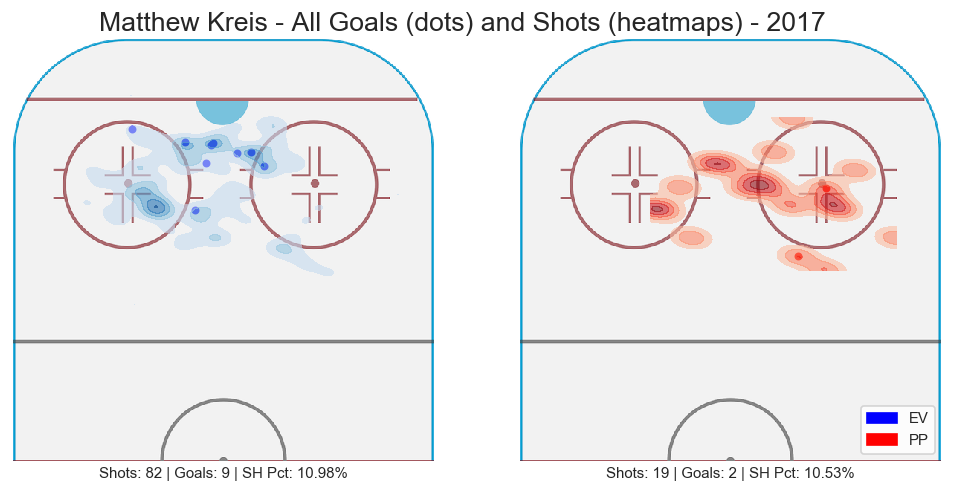 Matthew Kreis - All Goals (dots) and Shots (heatmaps) - 2017
EV
PP
Shots: 82 | Goals: 9 | SH Pct: 10.98%
Shots: 19 | Goals: 2 | SH Pct: 10.53%